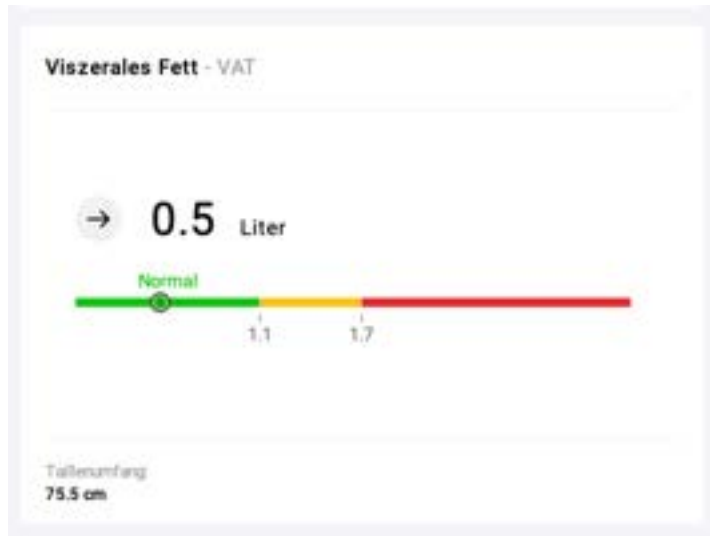 Viszerales Fett - VAT
0.5 Liter
Normal
1.1 1.7
Taillenumfang
75.5 cm